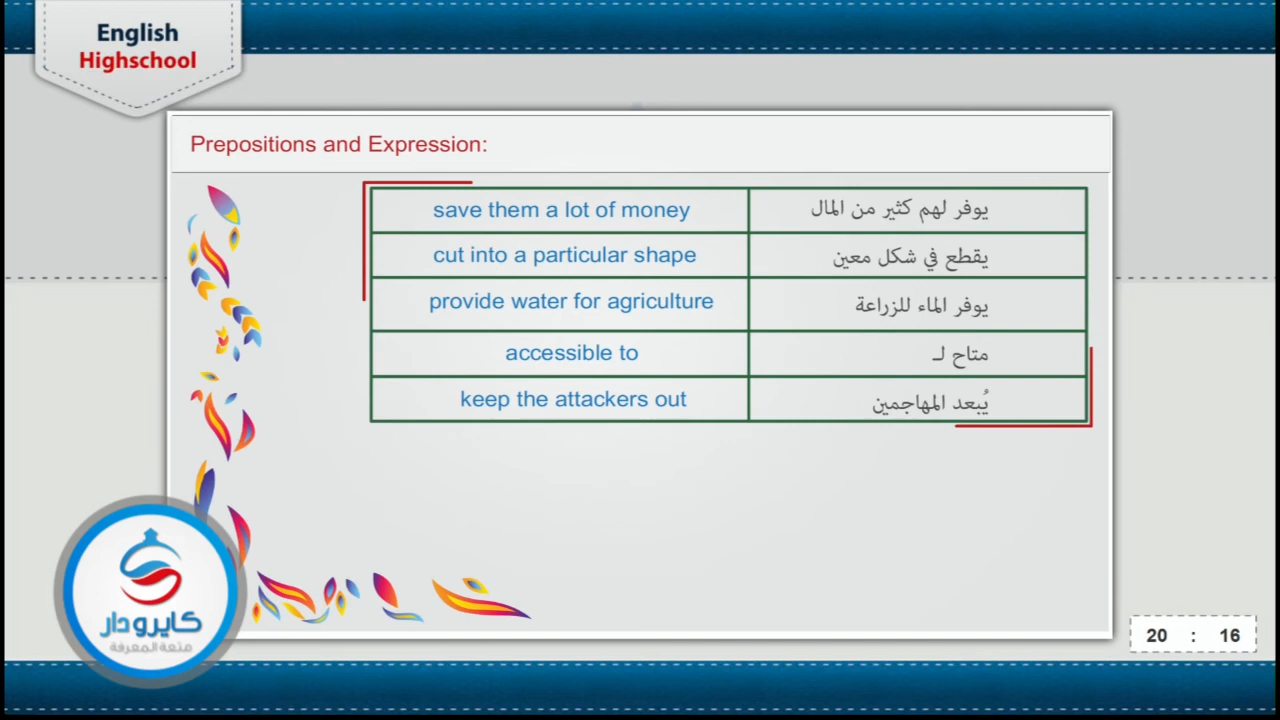 English
Highschool
Prepositions and Expression:
save them a lot of money يوفر لهم كثير من المال
cut into a particular shape يقطع في شكل معين
provide water for agriculture يوفر الماء للزراعة
accessible to متاح لـ
keep the attackers out يُبعد المهاجمين
كايرودار
متعة المعرفة
20 : 16